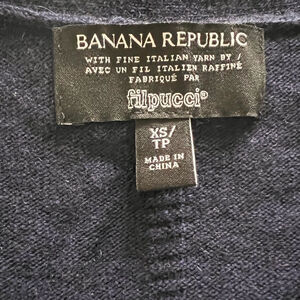 BANANA REPUBLIC
WITH FINE ITALIAN YARN BY /
AVEC UN FIL ITALIEN RAFFINÉ
FABRIQUÉ PAR
filpucci®
XS/
TP
MADE IN
CHINA